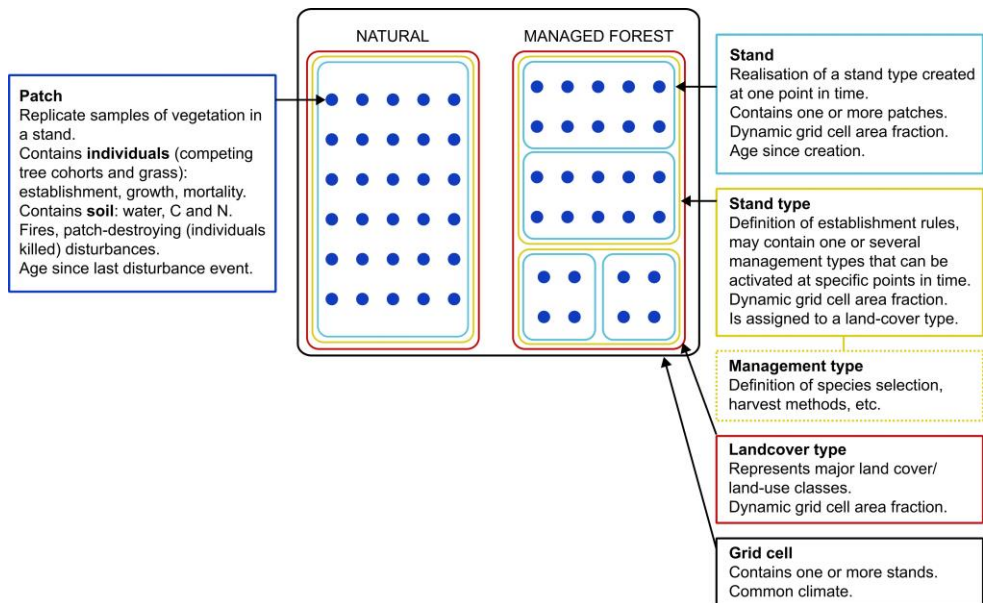 NATURAL
MANAGED FOREST
Patch
Replicate samples of vegetation in
a stand.
Contains individuals (competing
tree cohorts and grass):
establishment, growth, mortality.
Contains soil: water, C and N.
Fires, patch-destroying (individuals
killed) disturbances.
Age since last disturbance event.
Stand
Realisation of a stand type created
at one point in time.
Contains one or more patches.
Dynamic grid cell area fraction.
Age since creation.
Stand type
Definition of establishment rules,
may contain one or several
management types that can be
activated at specific points in time.
Dynamic grid cell area fraction.
Is assigned to a land-cover type.
Management type
Definition of species selection,
harvest methods, etc.
Landcover type
Represents major land cover/
land-use classes.
Dynamic grid cell area fraction.
Grid cell
Contains one or more stands.
Common climate.